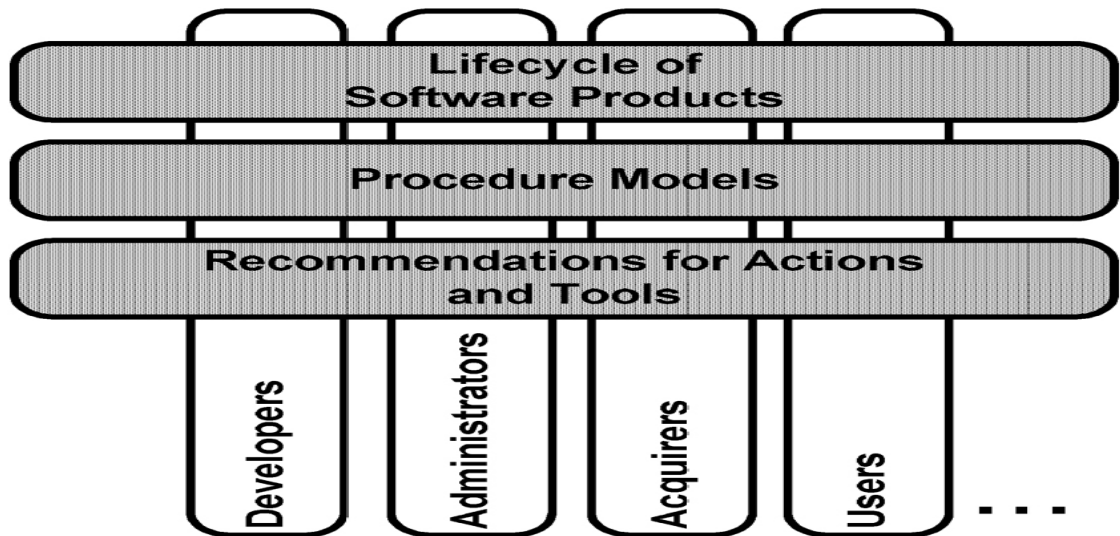 Lifecycle of
Software Products
Procedure Models
Recommendations for Actions
and Tools
Developers
Administrators
Acquirers
Users
...